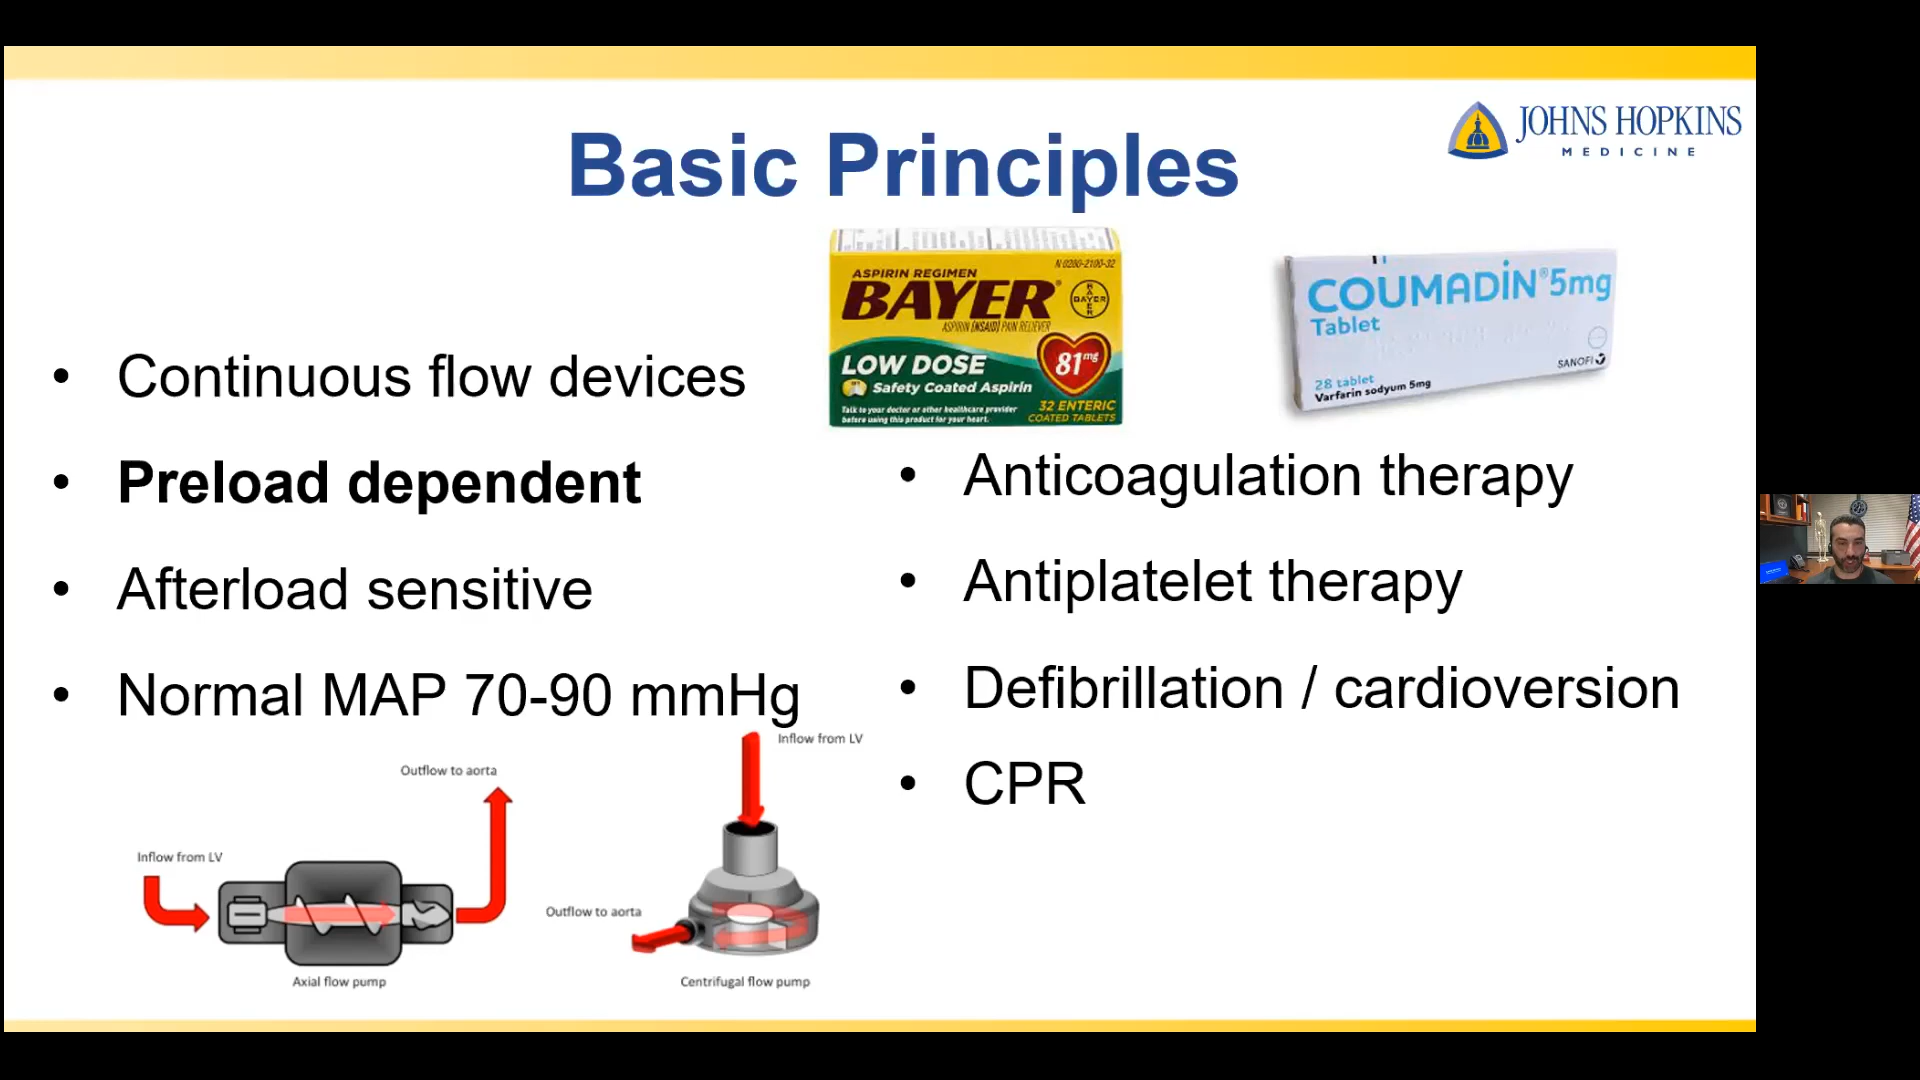 JOHNS HOPKINS
MEDICINE
Basic Principles
N 0280-2100-32
ASPIRIN REGIMEN
BAYER
BAYER
BAYER
ASPIRIN (NSAID) PAIN RELIEVER
LOW DOSE
81mg
Safety Coated Aspirin
Talk to your doctor or other healthcare provider
before using this product for your heart.
32 ENTERIC
COATED TABLETS
COUMADİN® 5mg
Tablet
SANOFI
28 tablet
Varfarin sodyum 5mg
• Continuous flow devices
• Preload dependent
• Afterload sensitive
• Normal MAP 70-90 mmHg
• Anticoagulation therapy
• Antiplatelet therapy
• Defibrillation / cardioversion
• CPR
Inflow from LV
Outflow to aorta
Axial flow pump
Inflow from LV
Outflow to aorta
Centrifugal flow pump